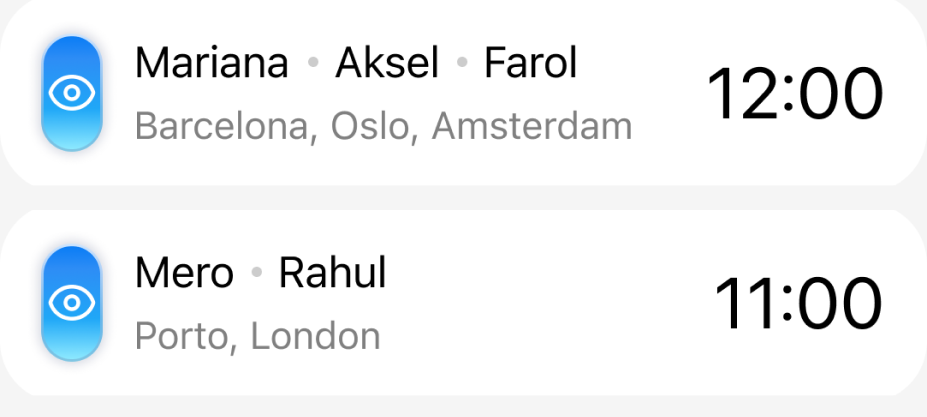 Mariana • Aksel • Farol
Barcelona, Oslo, Amsterdam
12:00
Mero • Rahul
Porto, London
11:00